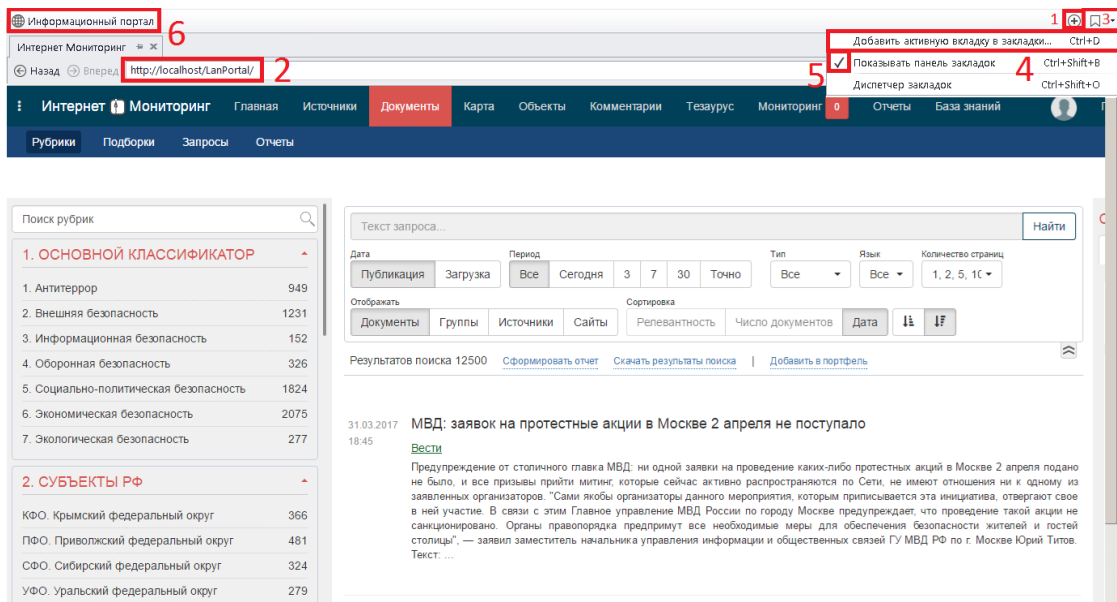 Информационный портал
6
1
3
Интернет Мониторинг
Добавить активную вкладку в закладки... Ctrl+D
Назад Вперед http://localhost/LanPortal/
2
5
Показывать панель закладок Ctrl+Shift+B
4
Диспетчер закладок Ctrl+Shift+O
Интернет Мониторинг Главная Источники Документы Карта Объекты Комментарии Тезаурус Мониторинг 0 Отчеты База знаний
Рубрики Подборки Запросы Отчеты
Поиск рубрик
1. ОСНОВНОЙ КЛАССИФИКАТОР
1. Антитеррор 949
2. Внешняя безопасность 1231
3. Информационная безопасность 152
4. Оборонная безопасность 326
5. Социально-политическая безопасность 1824
6. Экономическая безопасность 2075
7. Экологическая безопасность 277
2. СУБЪЕКТЫ РФ
КФО. Крымский федеральный округ 366
ПФО. Приволжский федеральный округ 481
СФО. Сибирский федеральный округ 324
УФО. Уральский федеральный округ 279
Текст запроса... Найти
Дата Период Тип Язык Количество страниц
Публикация Загрузка Все Сегодня 3 7 30 Точно Все Все 1, 2, 5, 1
Отображать Сортировка
Документы Группы Источники Сайты Релевантность Число документов Дата
Результатов поиска 12500 Сформировать отчет Скачать результаты поиска | Добавить в портфель
31.03.2017 МВД: заявок на протестные акции в Москве 2 апреля не поступало
18:45
Вести
Предупреждение от столичного главка МВД: ни одной заявки на проведение каких-либо протестных акций в Москве 2 апреля подано
не было, и все призывы прийти митинг, которые сейчас активно распространяются по Сети, не имеют отношения ни к одному из
заявленных организаторов. "Сами якобы организаторы данного мероприятия, которым приписывается эта инициатива, отвергают свое
в ней участие. В связи с этим Главное управление МВД России по городу Москве предупреждает, что проведение такой акции не
санкционировано. Органы правопорядка предпримут все необходимые меры для обеспечения безопасности жителей и гостей
столицы", — заявил заместитель начальника управления информации и общественных связей ГУ МВД РФ по г. Москве Юрий Титов.
Текст: ...